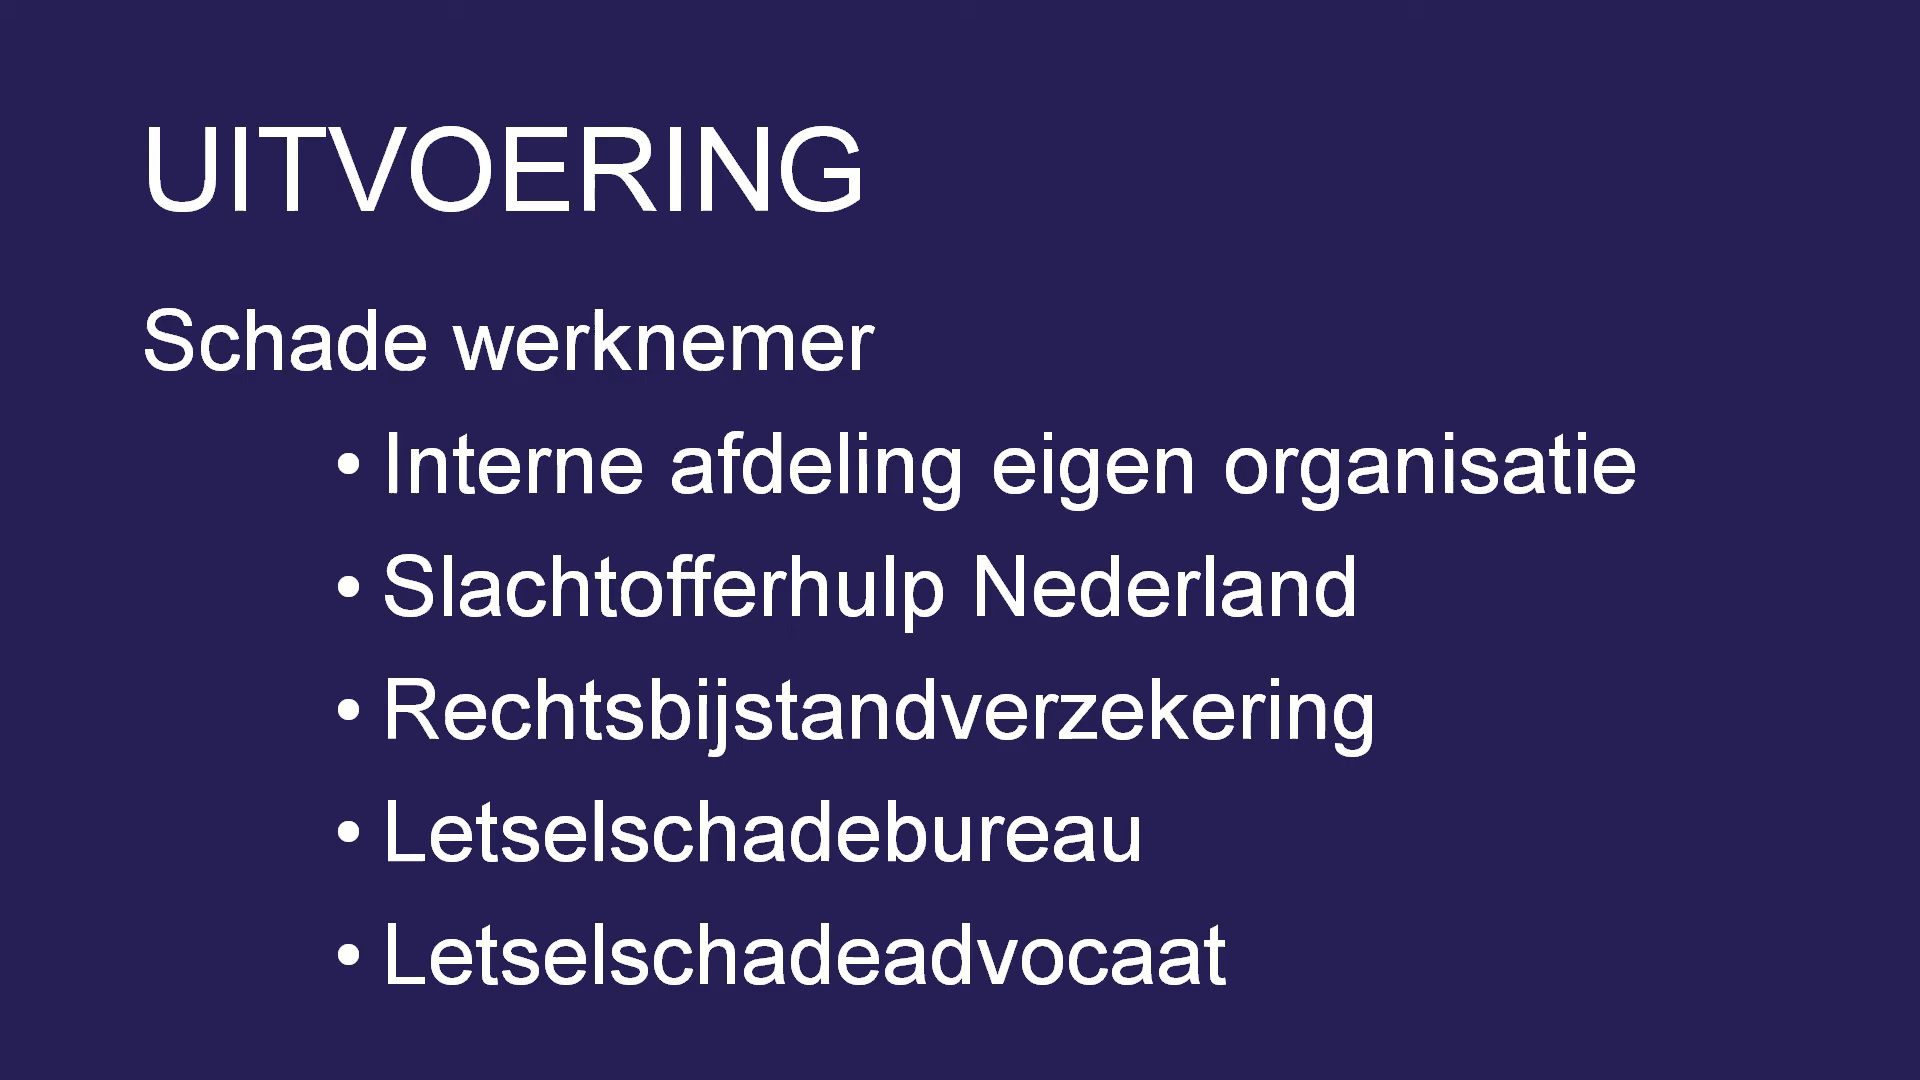 UITVOERING
Schade werknemer
• Interne afdeling eigen organisatie
• Slachtofferhulp Nederland
• Rechtsbijstandverzekering
• Letselschadebureau
• Letselschadeadvocaat